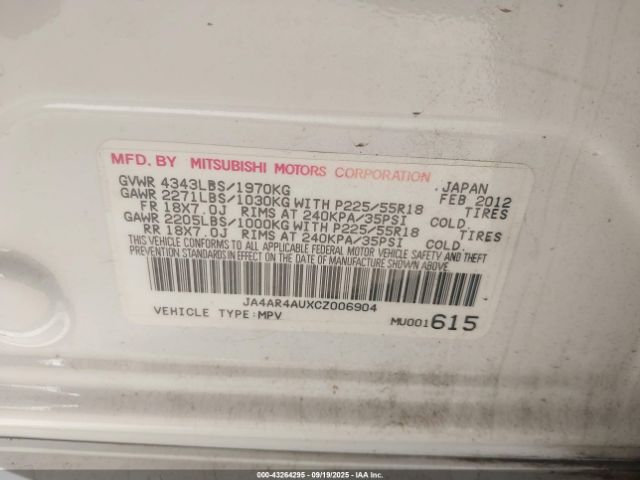 MFD. BY MITSUBISHI MOTORS CORPORATION
GVWR 4343LBS/1970KG JAPAN
GAWR 2271LBS/1030KG WITH P225/55R18 FEB 2012
FR 18X7.0J RIMS AT 240KPA/35PSI COLD. TIRES
GAWR 2205LBS/1000KG WITH P225/55R18
RR 18X7.0J RIMS AT 240KPA/35PSI COLD. TIRES
THIS VEHICLE CONFORMS TO ALL APPLICABLE FEDERAL MOTOR VEHICLE SAFETY AND THEFT
PREVENTION STANDARDS IN EFFECT ON THE DATE OF MANUFACTURE SHOWN ABOVE.
JA4AR4AUXCZ006904
VEHICLE TYPE:MPV MU001615
000-43264295 - 09/19/2025 - IAA Inc.